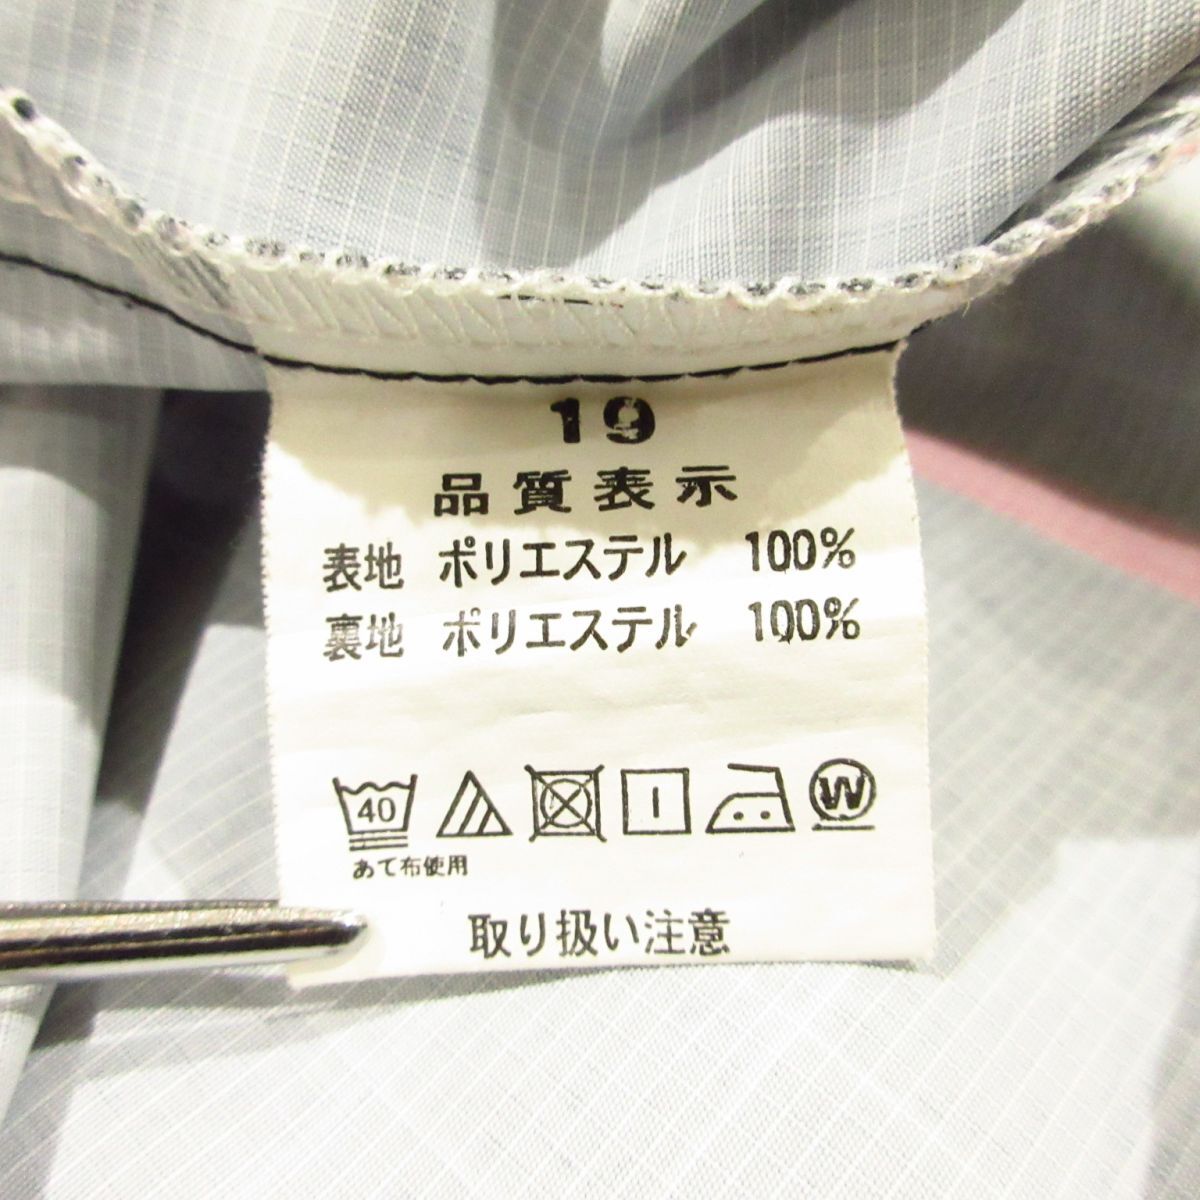 19
品質表示
表地 ポリエステル 100%
裏地 ポリエステル 100%
40 W
あて布使用
取り扱い注意